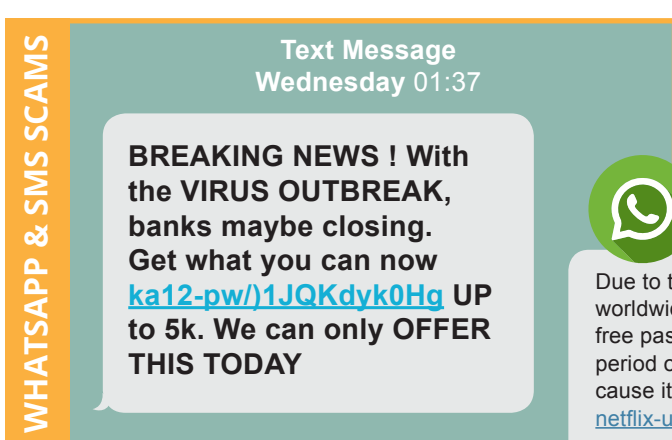 WHATSAPP & SMS SCAMS
Text Message
Wednesday 01:37
BREAKING NEWS ! With
the VIRUS OUTBREAK,
banks maybe closing.
Get what you can now
ka12-pw/)1JQKdyk0Hg UP
to 5k. We can only OFFER
THIS TODAY
Due to
worldwid
free pas
period o
cause it
netflix-u